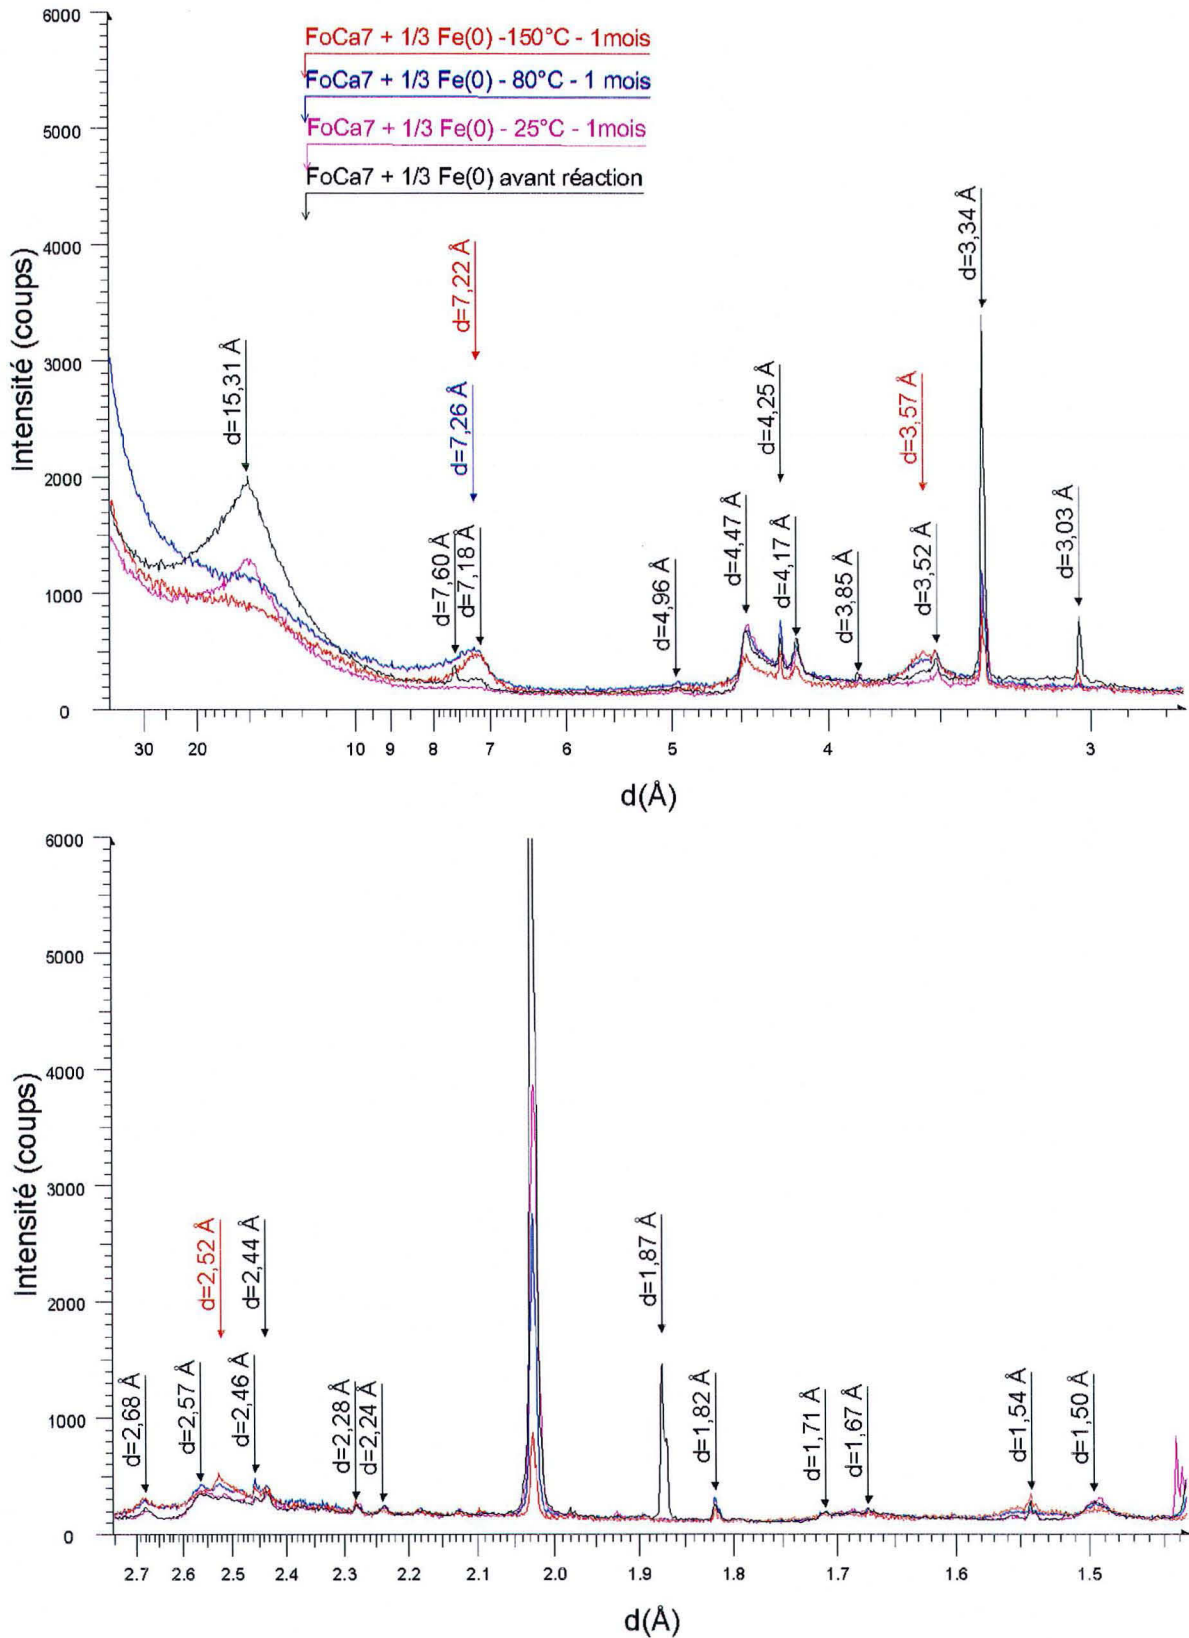 6000
5000
4000
3000
2000
1000
0
Intensité (coups)
FoCa7 + 1/3 Fe(0) -150°C - 1mois
FoCa7 + 1/3 Fe(0) - 80°C - 1 mois
FoCa7 + 1/3 Fe(0) - 25°C - 1mois
FoCa7 + 1/3 Fe(0) avant réaction
d=15,31 Å
d=7,22 Å
d=7,26 Å
d=7,60 Å
d=7,18 Å
d=4,96 Å
d=4,47 Å
d=4,25 Å
d=4,17 Å
d=3,85 Å
d=3,57 Å
d=3,52 Å
d=3,34 Å
d=3,03 Å
30 20 10 9 8 7 6 5 4 3
d(Å)
6000
5000
4000
3000
2000
1000
0
Intensité (coups)
d=2,68 Å
d=2,57 Å
d=2,52 Å
d=2,46 Å
d=2,44 Å
d=2,28 Å
d=2,24 Å
d=1,87 Å
d=1,82 Å
d=1,71 Å
d=1,67 Å
d=1,54 Å
d=1,50 Å
2.7 2.6 2.5 2.4 2.3 2.2 2.1 2.0 1.9 1.8 1.7 1.6 1.5
d(Å)